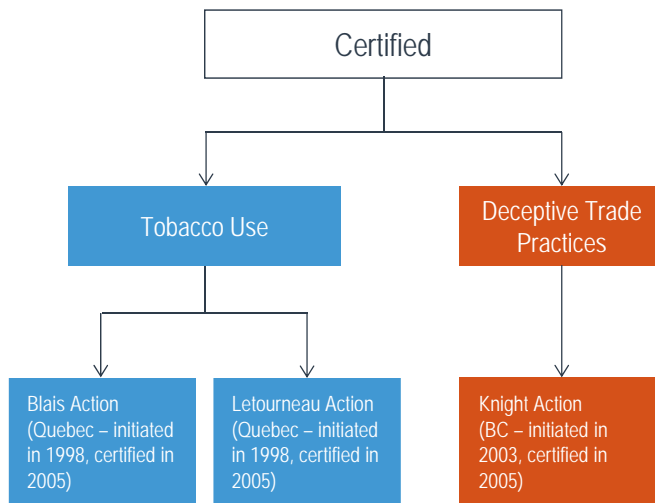 Certified
Tobacco Use
Deceptive Trade
Practices
Blais Action
(Quebec – initiated
in 1998, certified in
2005)
Letourneau Action
(Quebec – initiated
in 1998, certified in
2005)
Knight Action
(BC – initiated in
2003, certified in
2005)